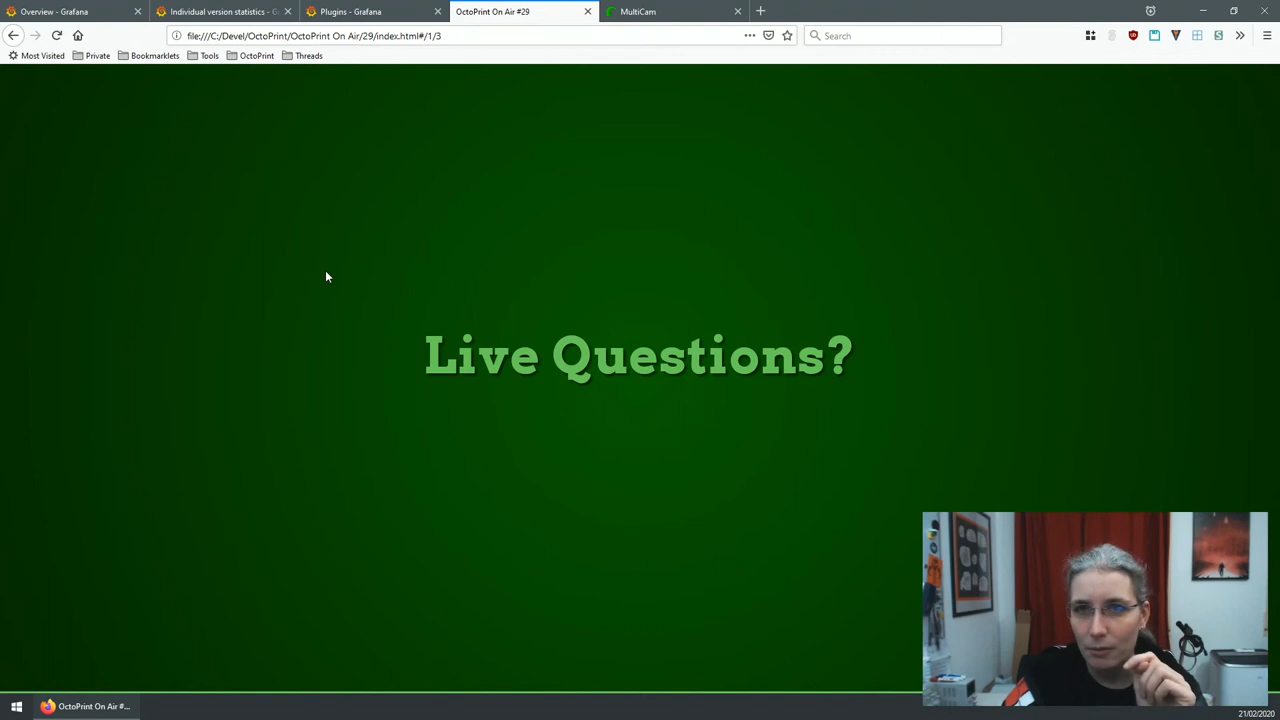 Overview - Grafana
Individual version statistics - G
Plugins - Grafana
OctoPrint On Air #29
MultiCam
file:///C:/Devel/OctoPrint/OctoPrint On Air/29/index.html#/1/3
Search
Most Visited
Private
Bookmarklets
Tools
OctoPrint
Threads
Live Questions?
OctoPrint On Air #...
21/02/2020